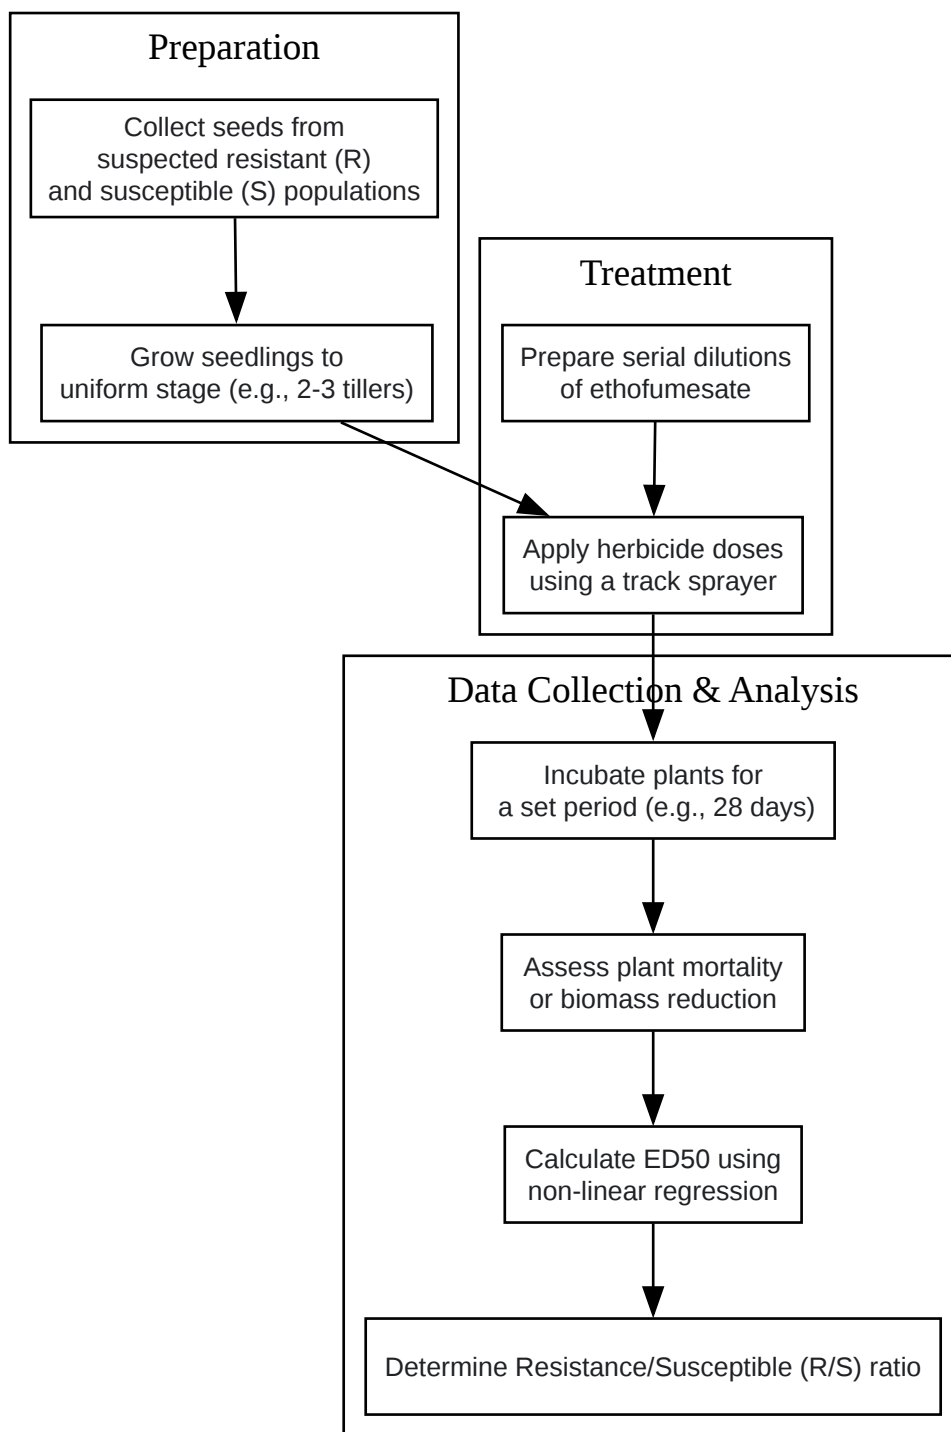 Preparation
Collect seeds from
suspected resistant (R)
and susceptible (S) populations
Grow seedlings to
uniform stage (e.g., 2-3 tillers)
Treatment
Prepare serial dilutions
of ethofumesate
Apply herbicide doses
using a track sprayer
Data Collection & Analysis
Incubate plants for
a set period (e.g., 28 days)
Assess plant mortality
or biomass reduction
Calculate ED50 using
non-linear regression
Determine Resistance/Susceptible (R/S) ratio